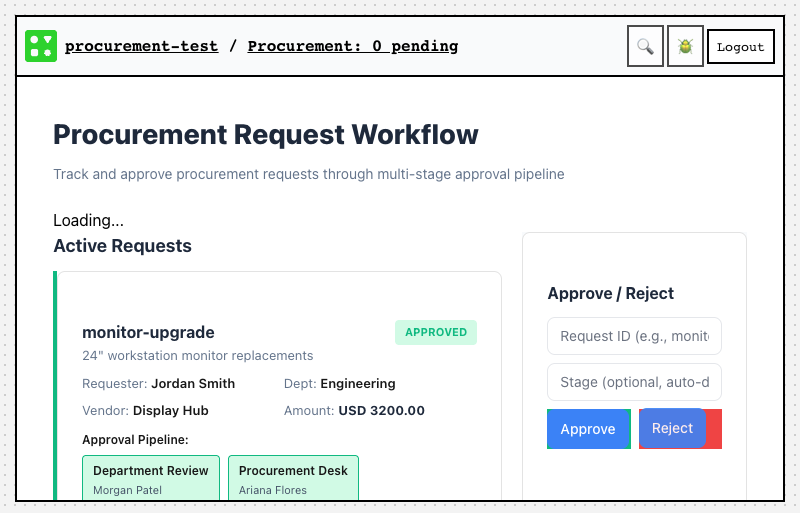 procurement-test / Procurement: 0 pending
Logout
Procurement Request Workflow
Track and approve procurement requests through multi-stage approval pipeline
Loading...
Active Requests
monitor-upgrade
APPROVED
24" workstation monitor replacements
Requester: Jordan Smith
Dept: Engineering
Vendor: Display Hub
Amount: USD 3200.00
Approval Pipeline:
Department Review
Morgan Patel
Procurement Desk
Ariana Flores
Approve / Reject
Request ID (e.g., monit
Stage (optional, auto-d
Approve
Reject